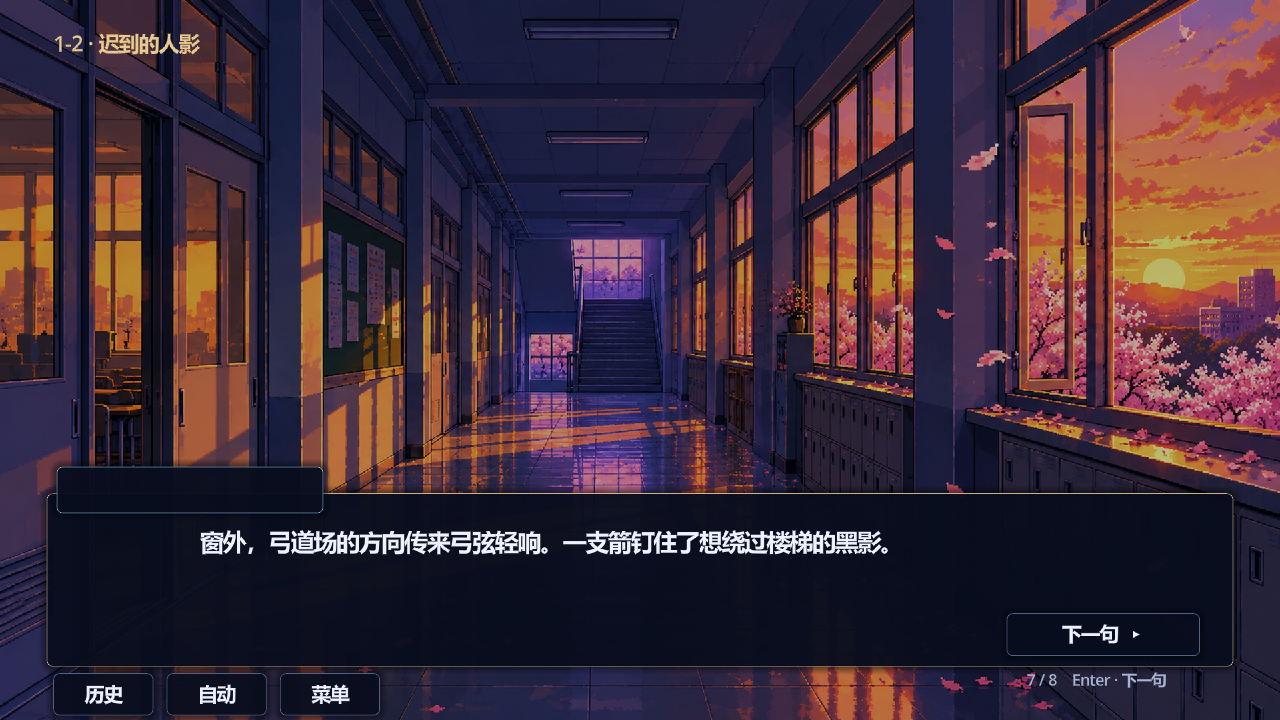 1-2 · 迟到的人影
窗外，弓道场的方向传来弓弦轻响。一支箭钉住了想绕过楼梯的黑影。
下一句 ▸
历史
自动
菜单
7 / 8 Enter · 下一句